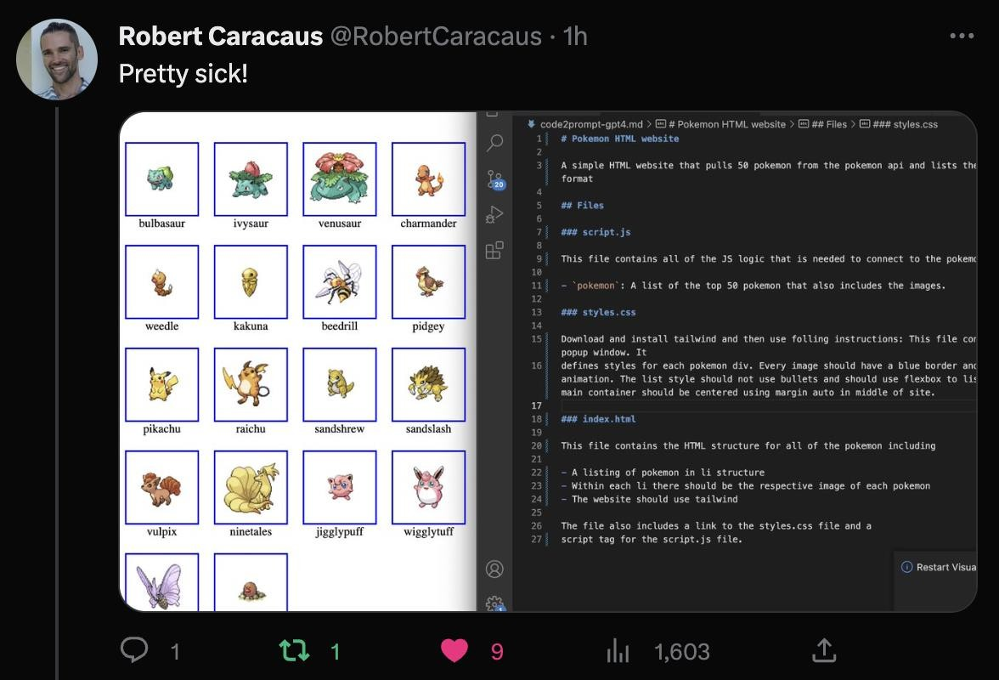 Robert Caracaus @RobertCaracaus · 1h
Pretty sick!
bulbasaur ivysaur venusaur charmander
weedle kakuna beedrill pidgey
pikachu raichu sandshrew sandslash
vulpix ninetales jigglypuff wigglytuff
20
1
code2prompt-gpt4.md > # Pokemon HTML website > ## Files > ### styles.css
1 # Pokemon HTML website
2
3 A simple HTML website that pulls 50 pokemon from the pokemon api and lists the
format
4
5 ## Files
6
7 ### script.js
8
9 This file contains all of the JS logic that is needed to connect to the pokemo
10
11 - `pokemon`: A list of the top 50 pokemon that also includes the images.
12
13 ### styles.css
14
15 Download and install tailwind and then use folling instructions: This file con
popup window. It
16 defines styles for each pokemon div. Every image should have a blue border and
animation. The list style should not use bullets and should use flexbox to lis
main container should be centered using margin auto in middle of site.
17
18 ### index.html
19
20 This file contains the HTML structure for all of the pokemon including
21
22 - A listing of pokemon in li structure
23 - Within each li there should be the respective image of each pokemon
24 - The website should use tailwind
25
26 The file also includes a link to the styles.css file and a
27 script tag for the script.js file.
Restart Visua
1 1 9 1,603